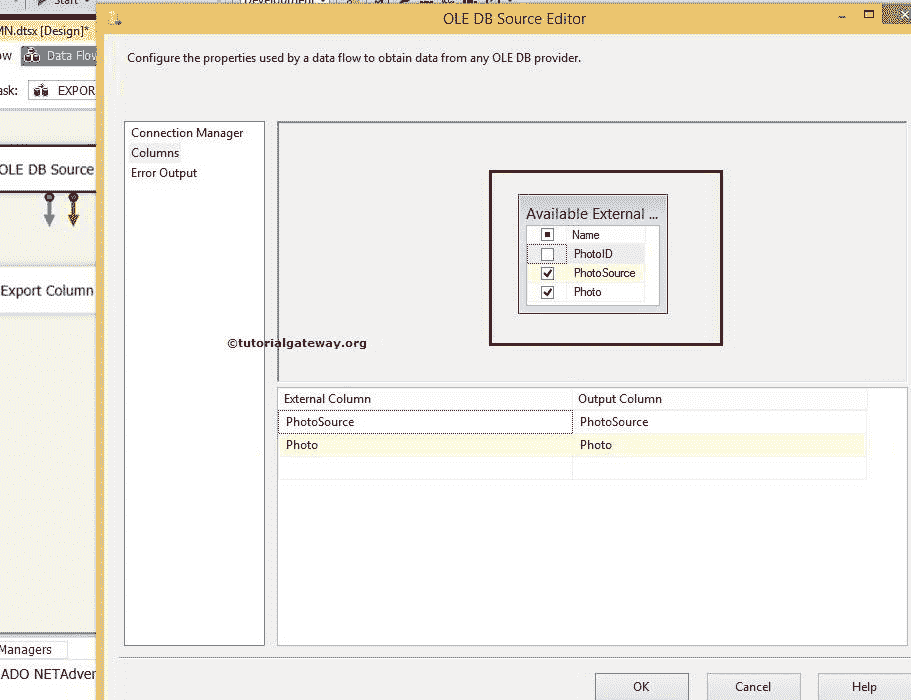 Start
Development
OLE DB Source Editor
MN.dtsx [Design]*
Data Flow
Configure the properties used by a data flow to obtain data from any OLE DB provider.
ask:
EXPOR
Connection Manager
Columns
Error Output
OLE DB Source
Available External ...
Name
PhotoID
PhotoSource
Photo
Export Column
©tutorialgateway.org
External Column
Output Column
PhotoSource
PhotoSource
Photo
Photo
Managers
ADO NETAdver
OK
Cancel
Help